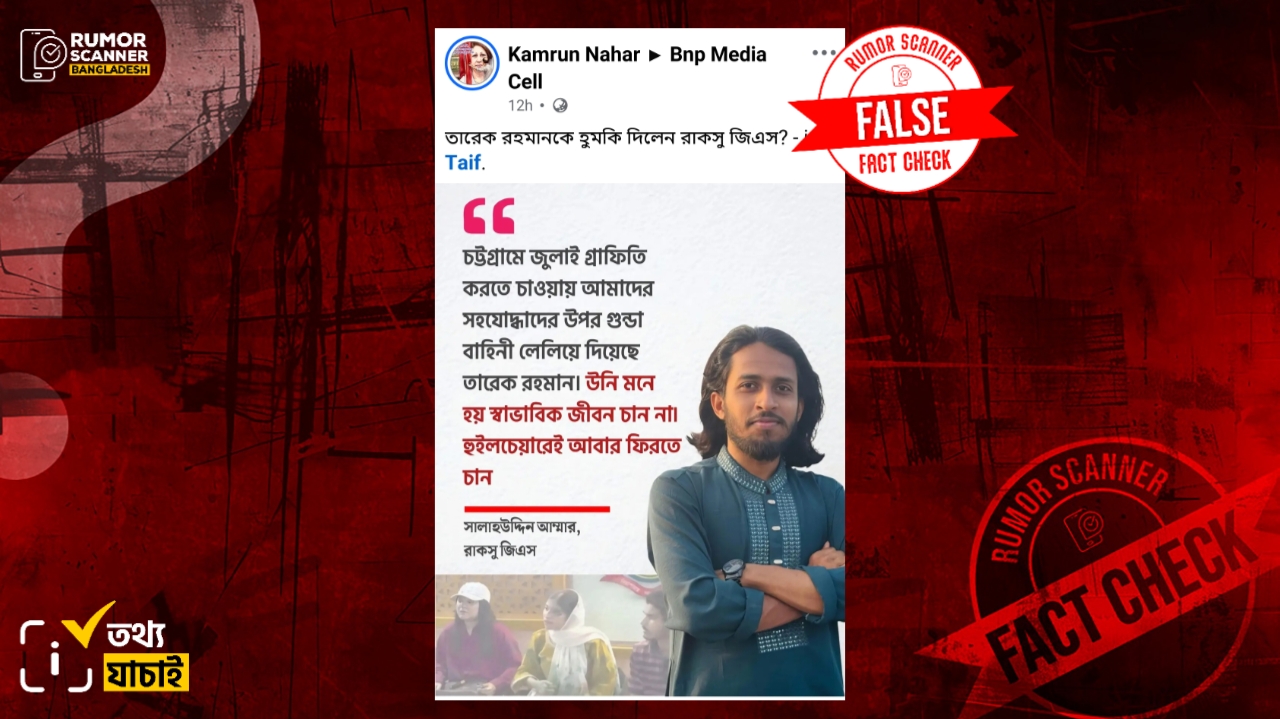 RUMOR
SCANNER
BANGLADESH
Kamrun Nahar ► Bnp Media
Cell
12h
তারেক রহমানকে হুমকি দিলেন রাকসু জিএস? -
Taif.
RUMOR SCANNER
FALSE
FACT CHECK
চট্টগ্রামে জুলাই গ্রাফিতি
করতে চাওয়ায় আমাদের
সহযোদ্ধাদের উপর গুন্ডা
বাহিনী লেলিয়ে দিয়েছে
তারেক রহমান। উনি মনে
হয় স্বাভাবিক জীবন চান না।
হুইলচেয়ারেই আবার ফিরতে
চান
সালাহউদ্দিন আম্মার,
রাকসু জিএস
RUMOR SCANNER
FACT CHECK
i তথ্য
যাচাই